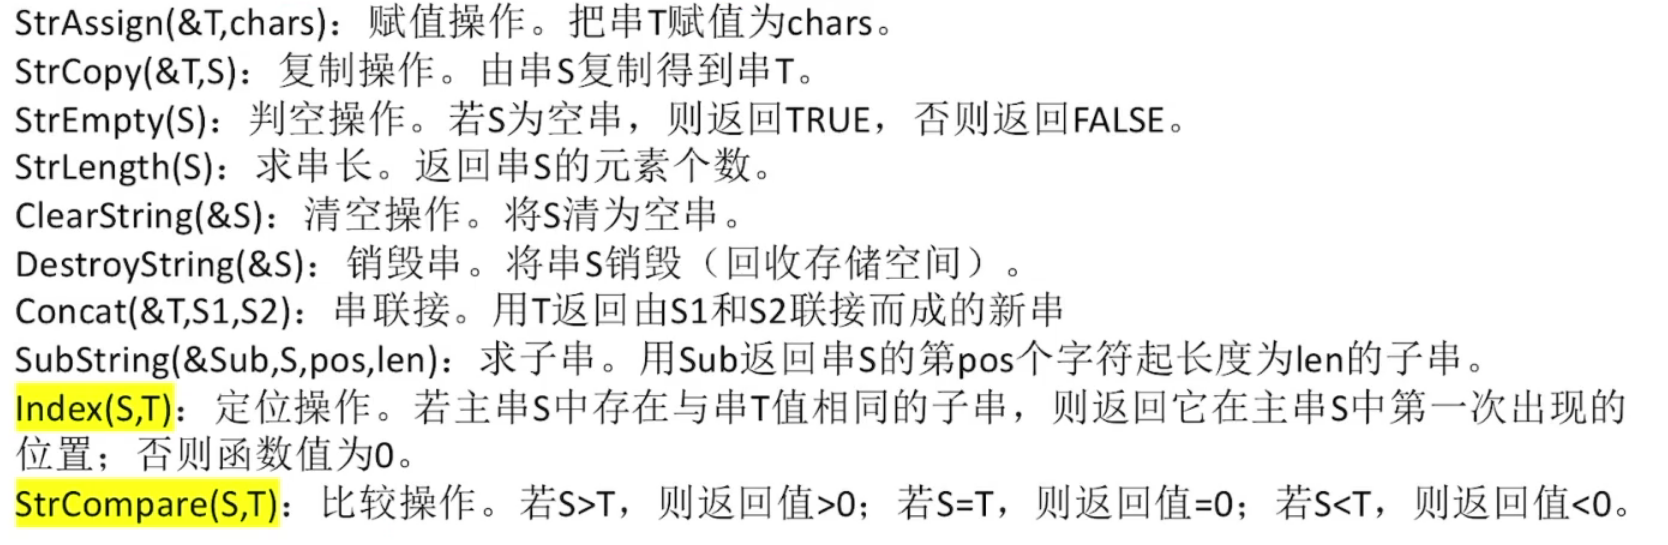 StrAssign(&T,chars)：赋值操作。把串T赋值为chars。
StrCopy(&T,S)：复制操作。由串S复制得到串T。
StrEmpty(S)：判空操作。若S为空串，则返回TRUE，否则返回FALSE。
StrLength(S)：求串长。返回串S的元素个数。
ClearString(&S)：清空操作。将S清为空串。
DestroyString(&S)：销毁串。将串S销毁（回收存储空间）。
Concat(&T,S1,S2)：串联接。用T返回由S1和S2联接而成的新串
SubString(&Sub,S,pos,len)：求子串。用Sub返回串S的第pos个字符起长度为len的子串。
Index(S,T)：定位操作。若主串S中存在与串T值相同的子串，则返回它在主串S中第一次出现的
位置；否则函数值为0。
StrCompare(S,T)：比较操作。若S>T，则返回值>0；若S=T，则返回值=0；若S<T，则返回值<0。